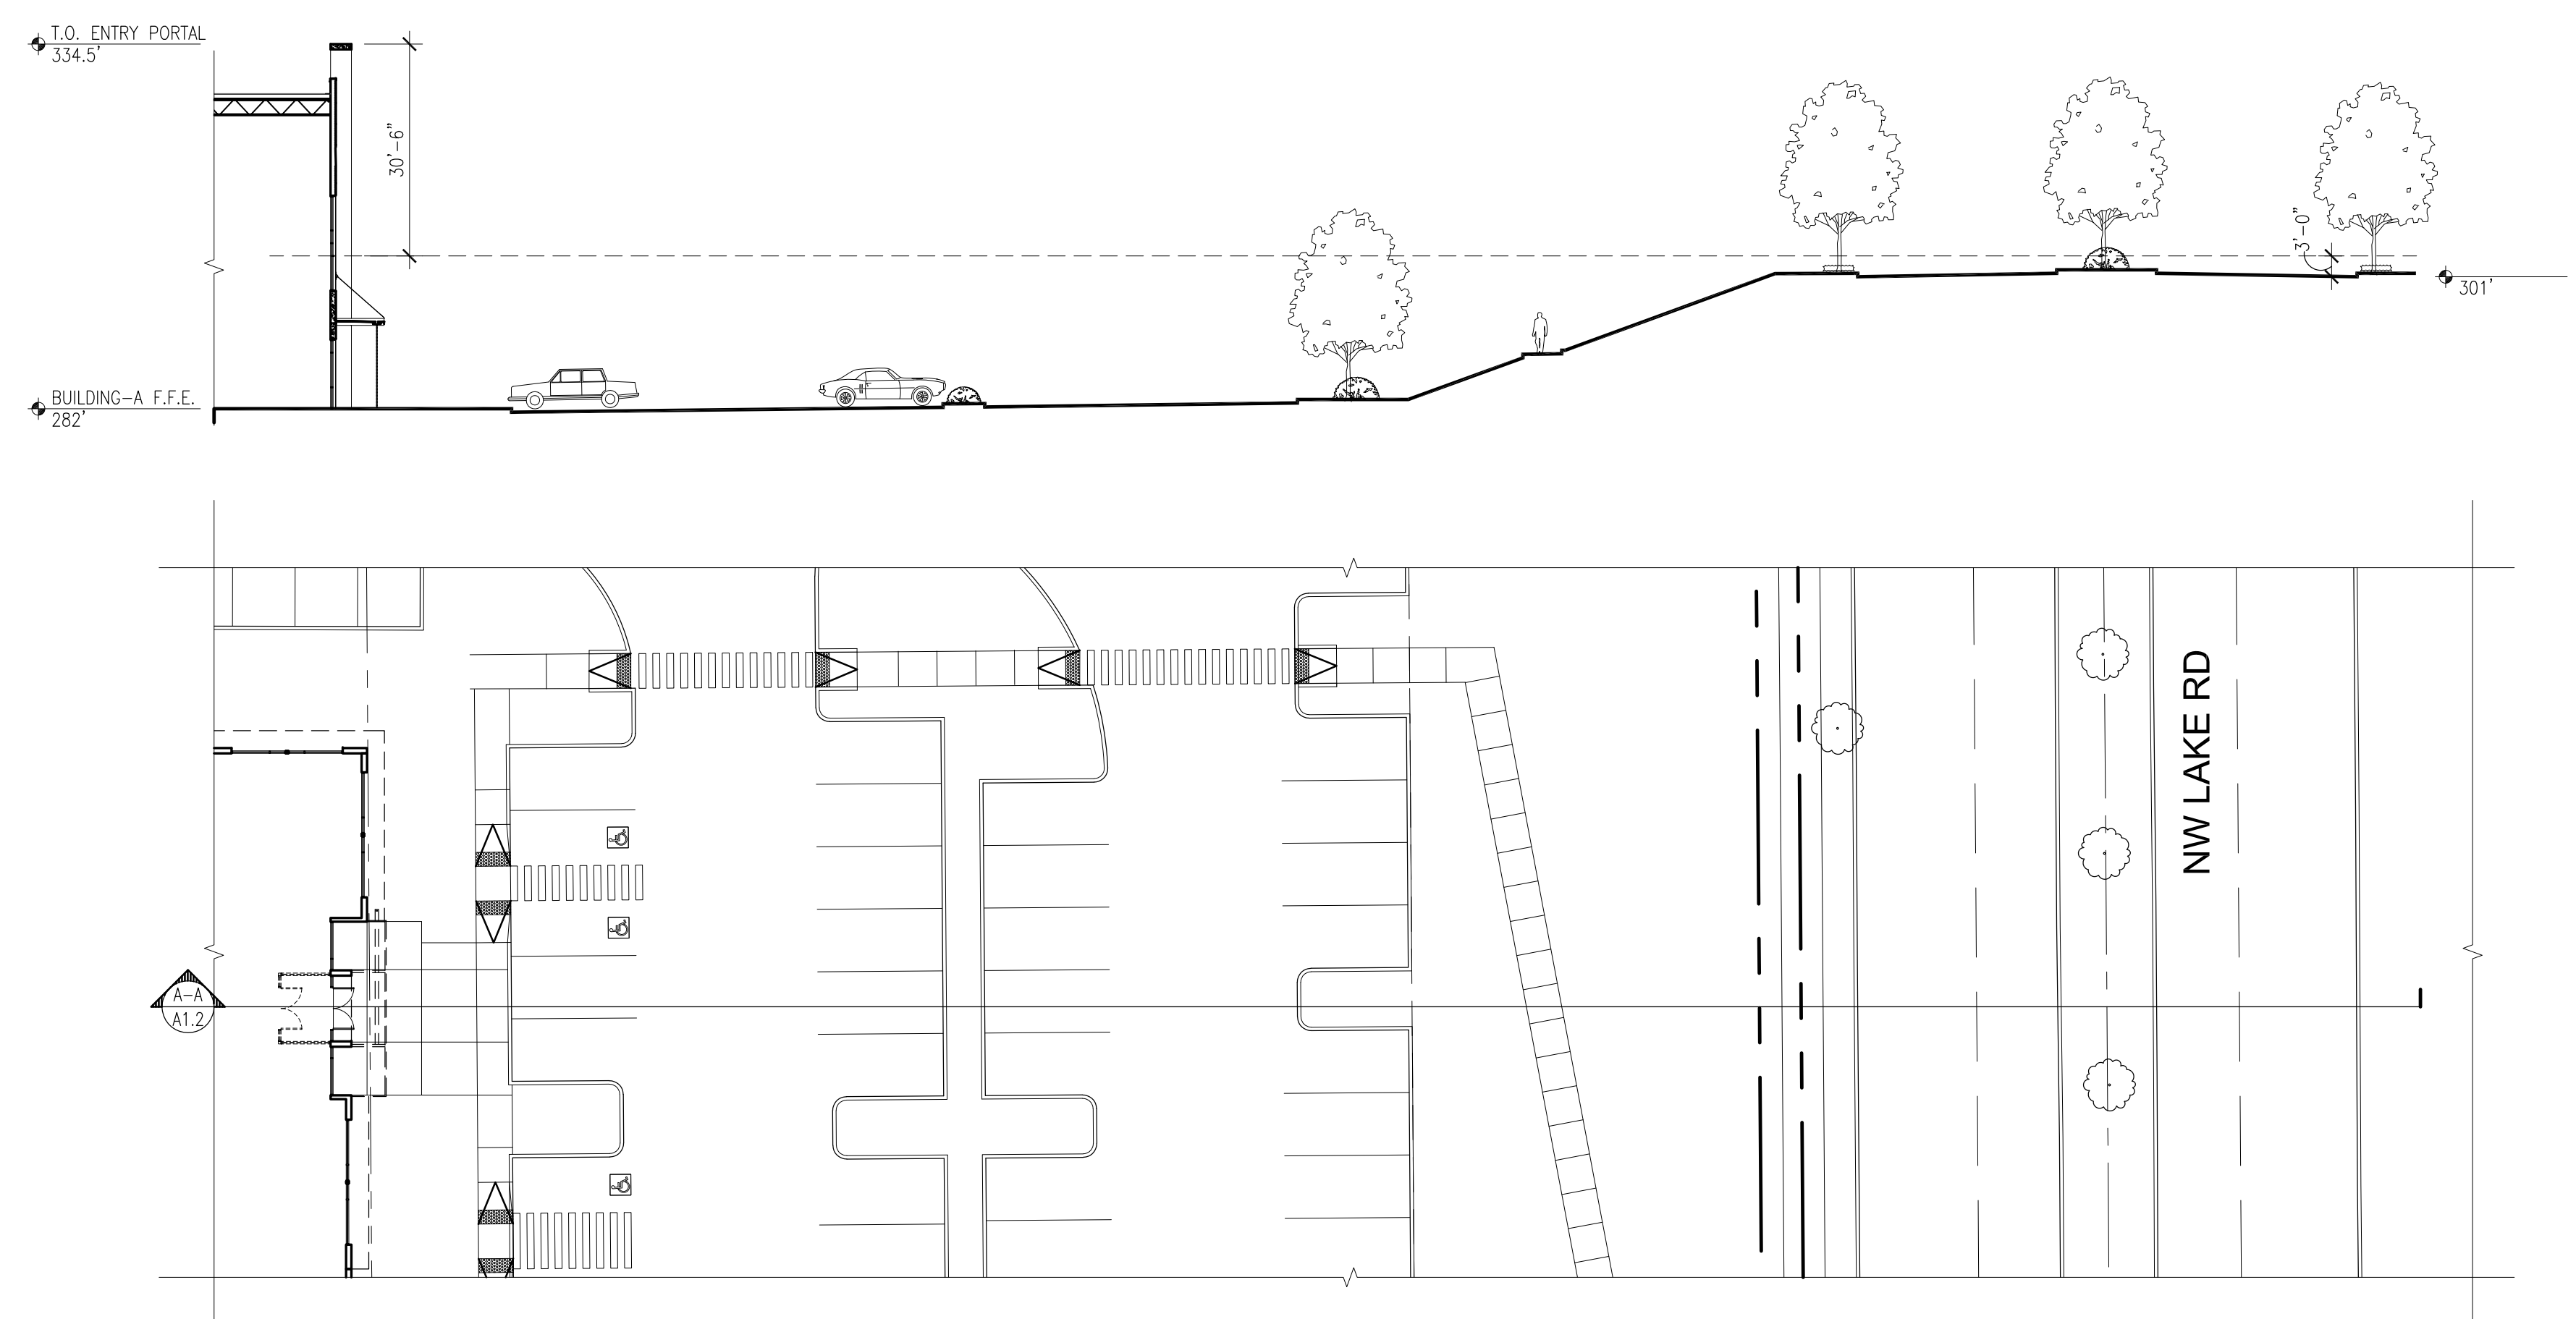 T.O. ENTRY PORTAL
334.5'
30'-6"
3'-0"
301'
BUILDING-A F.F.E.
282'
NW LAKE RD
A-A
A1.2